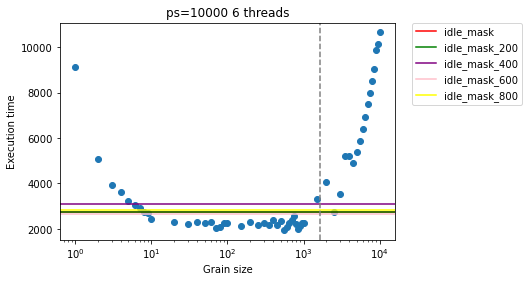 ps=10000 6 threads
idle_mask
idle_mask_200
idle_mask_400
idle_mask_600
idle_mask_800
Execution time
10000
8000
6000
4000
2000
10⁰
10¹
10²
10³
10⁴
Grain size